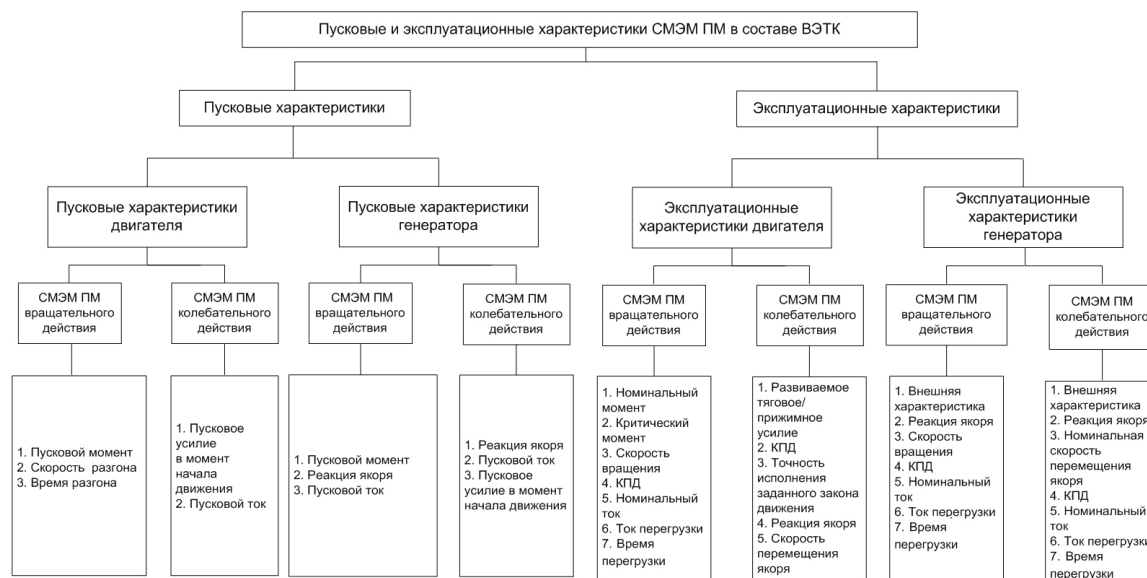 Пусковые и эксплуатационные характеристики СМЭМ ПМ в составе ВЭТК
Пусковые характеристики
Эксплуатационные характеристики
Пусковые характеристики
двигателя
Пусковые характеристики
генератора
Эксплуатационные
характеристики двигателя
Эксплуатационные
характеристики
генератора
СМЭМ ПМ
вращательного
действия
СМЭМ ПМ
колебательного
действия
СМЭМ ПМ
вращательного
действия
СМЭМ ПМ
колебательного
действия
СМЭМ ПМ
вращательного
действия
СМЭМ ПМ
колебательного
действия
СМЭМ ПМ
вращательного
действия
СМЭМ ПМ
колебательного
действия
1. Пусковой момент
2. Скорость разгона
3. Время разгона
1. Пусковое
усилие
в момент
начала
движения
2. Пусковой ток
1. Пусковой момент
2. Реакция якоря
3. Пусковой ток
1. Реакция якоря
2. Пусковой ток
3. Пусковое
усилие в момент
начала движения
1. Номинальный
момент
2. Критический
момент
3. Скорость
вращения
4. КПД
5. Номинальный
ток
6. Ток перегрузки
7. Время
перегрузки
1. Развиваемое
тяговое/
прижимное
усилие
2. КПД
3. Точность
исполнения
заданного закона
движения
4. Реакция якоря
5. Скорость
перемещения
якоря
1. Внешняя
характеристика
2. Реакция якоря
3. Скорость
вращения
4. КПД
5. Номинальный
ток
6. Ток перегрузки
7. Время
перегрузки
1. Внешняя
характеристика
2. Реакция якоря
3. Номинальная
скорость
перемещения
якоря
4. КПД
5. Номинальный
ток
6. Ток перегрузки
7. Время
перегрузки